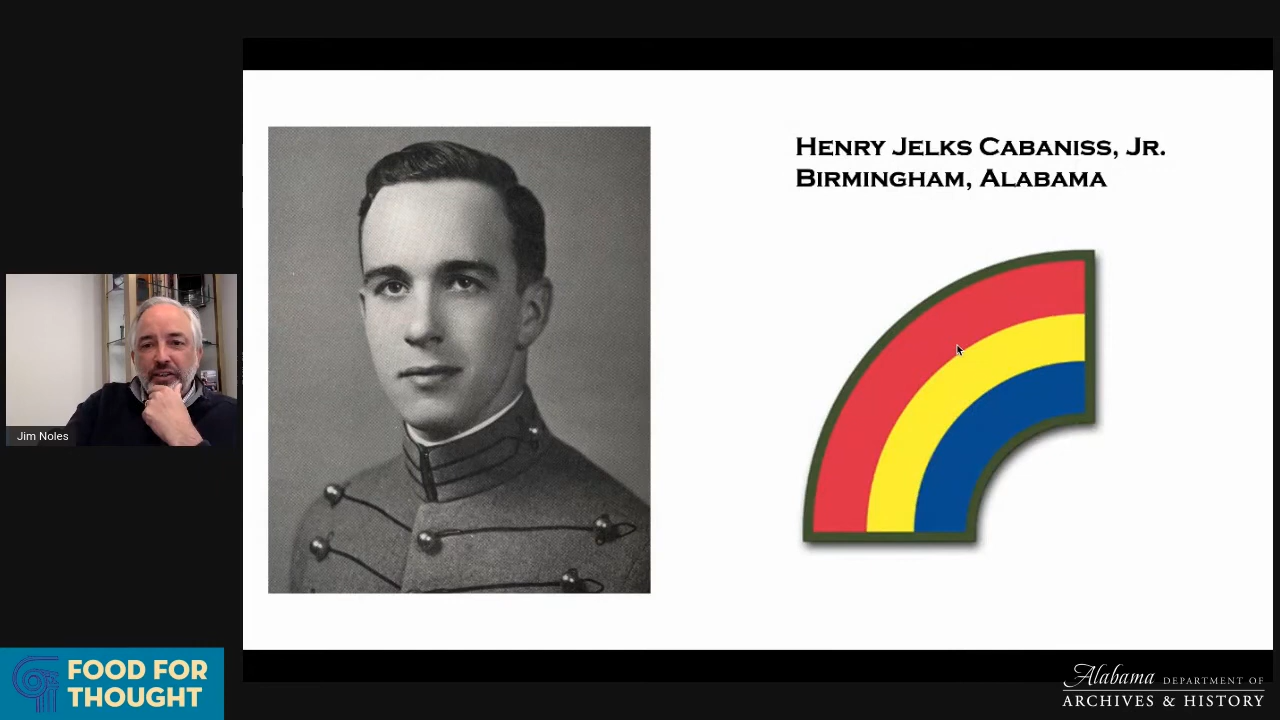 HENRY JELKS CABANISS, JR.
BIRMINGHAM, ALABAMA
Jim Noles
FOOD FOR
THOUGHT
Alabama DEPARTMENT OF
ARCHIVES & HISTORY